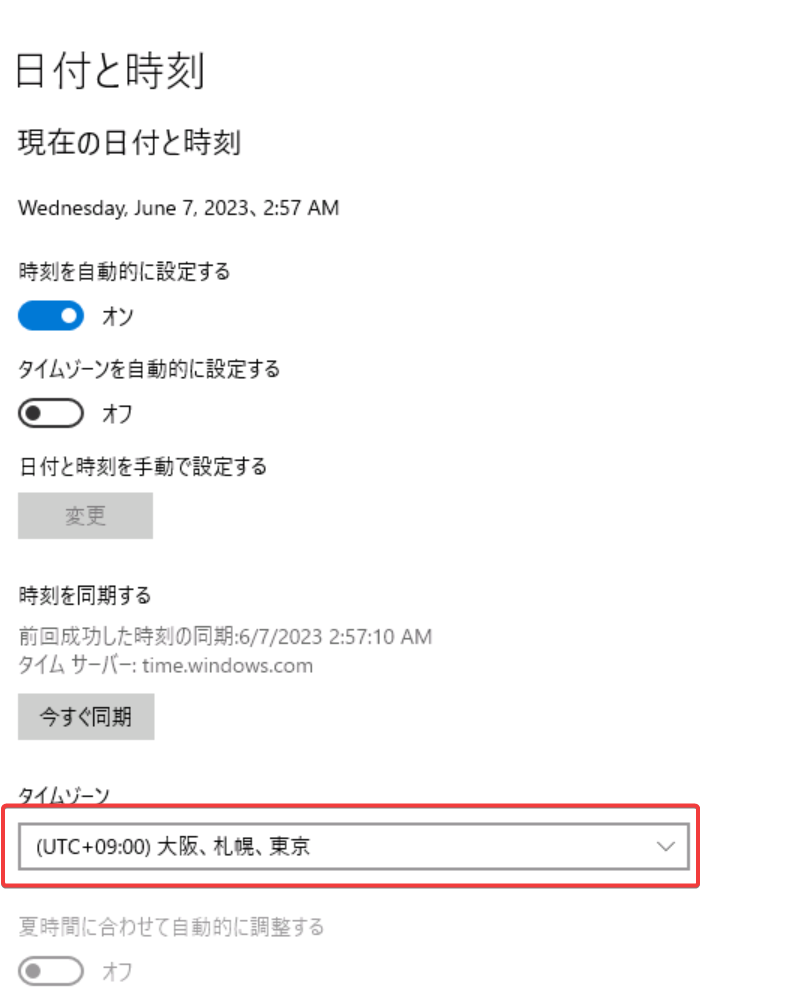 日付と時刻
現在の日付と時刻
Wednesday, June 7, 2023、2:57 AM
時刻を自動的に設定する
オン
タイムゾーンを自動的に設定する
オフ
日付と時刻を手動で設定する
変更
時刻を同期する
前回成功した時刻の同期:6/7/2023 2:57:10 AM
タイム サーバー: time.windows.com
今すぐ同期
タイムゾーン
(UTC+09:00) 大阪、札幌、東京
夏時間に合わせて自動的に調整する
オフ